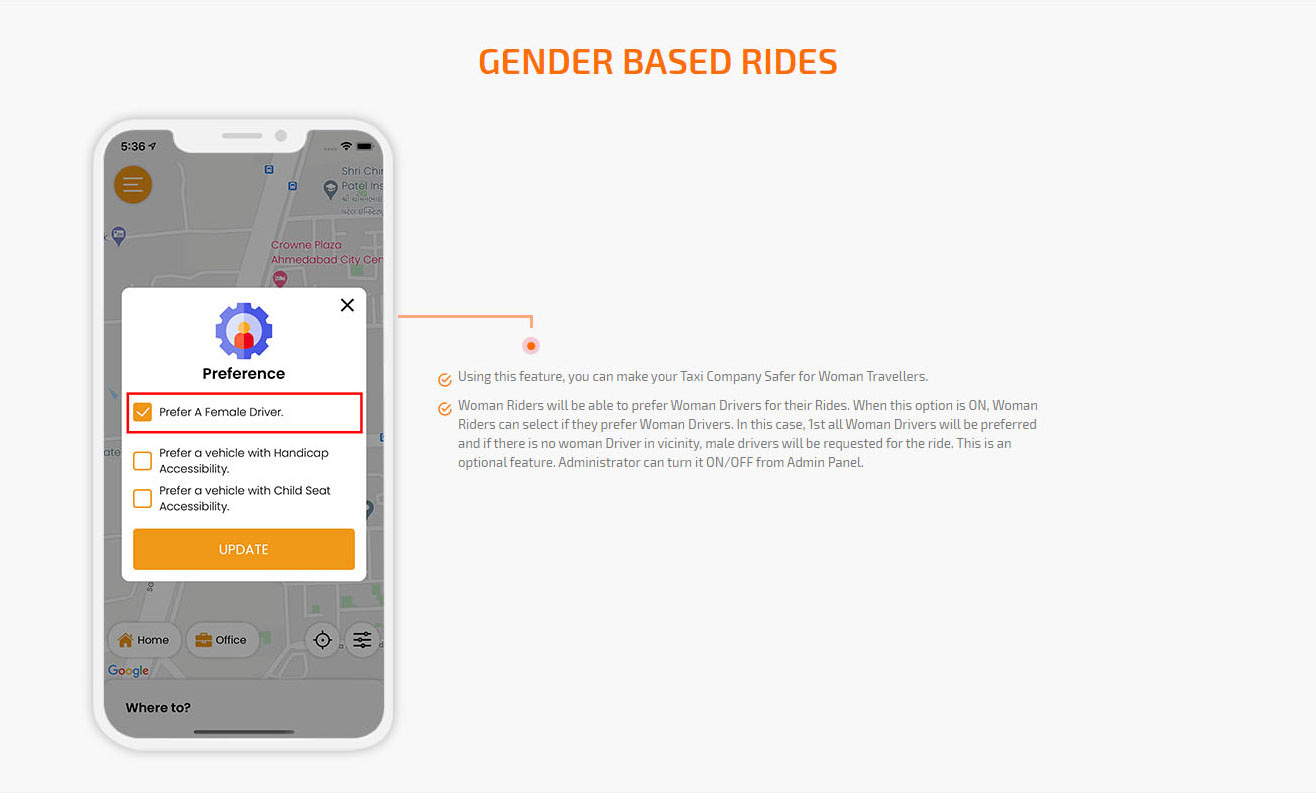 GENDER BASED RIDES
5:36
Shri Chi
Patel Ins
Crowne Plaza
Ahmedabad City Cen
Preference
Prefer A Female Driver.
Prefer a vehicle with Handicap
Accessibility.
Prefer a vehicle with Child Seat
Accessibility.
UPDATE
Home
Office
Google
Where to?
Using this feature, you can make your Taxi Company Safer for Woman Travellers.
Woman Riders will be able to prefer Woman Drivers for their Rides. When this option is ON, Woman
Riders can select if they prefer Woman Drivers. In this case, 1st all Woman Drivers will be preferred
and if there is no woman Driver in vicinity, male drivers will be requested for the ride. This is an
optional feature. Administrator can turn it ON/OFF from Admin Panel.